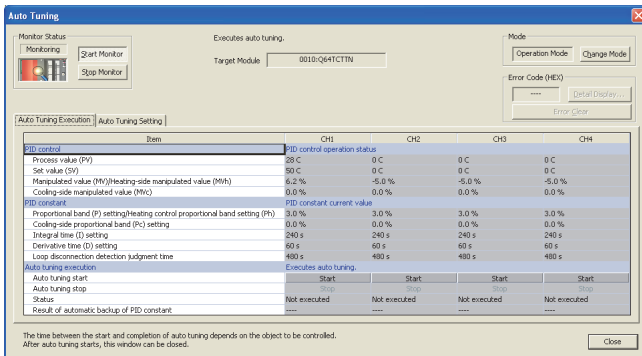 Auto Tuning
Monitor Status
Monitoring
Start Monitor
Stop Monitor
Executes auto tuning.
Target Module 0010:Q64TCTTN
Mode
Operation Mode Change Mode
Error Code (HEX)
---- Detail Display...
Error Clear
Auto Tuning Execution Auto Tuning Setting
Item CH1 CH2 CH3 CH4
PID control PID control operation status
Process value (PV) 28 C 0 C 0 C 0 C
Set value (SV) 50 C 0 C 0 C 0 C
Manipulated value (MV)/Heating-side manipulated value (MVh) 6.2 % -5.0 % -5.0 % -5.0 %
Cooling-side manipulated value (MVc) 0.0 % 0.0 % 0.0 % 0.0 %
PID constant PID constant current value
Proportional band (P) setting/Heating control proportional band setting (Ph) 3.0 % 3.0 % 3.0 % 3.0 %
Cooling-side proportional band (Pc) setting 0.0 % 0.0 % 0.0 % 0.0 %
Integral time (I) setting 240 s 240 s 240 s 240 s
Derivative time (D) setting 60 s 60 s 60 s 60 s
Loop disconnection detection judgment time 480 s 480 s 480 s 480 s
Auto tuning execution Executes auto tuning.
Auto tuning start Start Start Start Start
Auto tuning stop Stop Stop Stop Stop
Status Not executed Not executed Not executed Not executed
Result of automatic backup of PID constant ---- ---- ---- ----
The time between the start and completion of auto tuning depends on the object to be controlled.
After auto tuning starts, this window can be closed.
Close